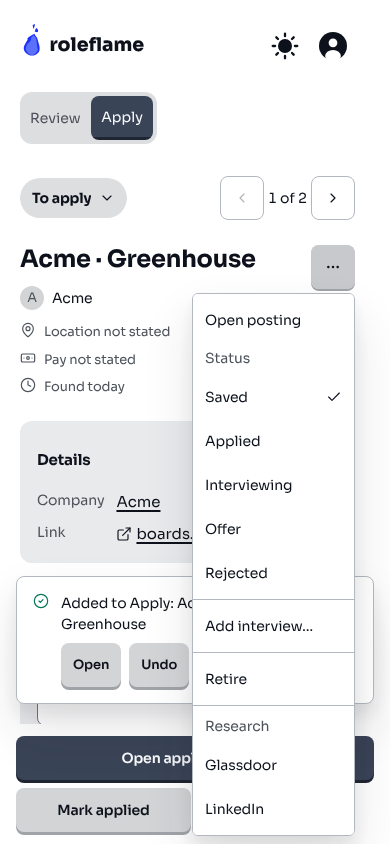 roleflame
Review
Apply
To apply
1 of 2
Acme · Greenhouse
A
Acme
Location not stated
Pay not stated
Found today
Open posting
Status
Saved
Applied
Interviewing
Offer
Rejected
Add interview...
Retire
Research
Glassdoor
LinkedIn
Details
Company
Acme
Link
boards.
Added to Apply:
Greenhouse
Open
Undo
Open
Mark applied